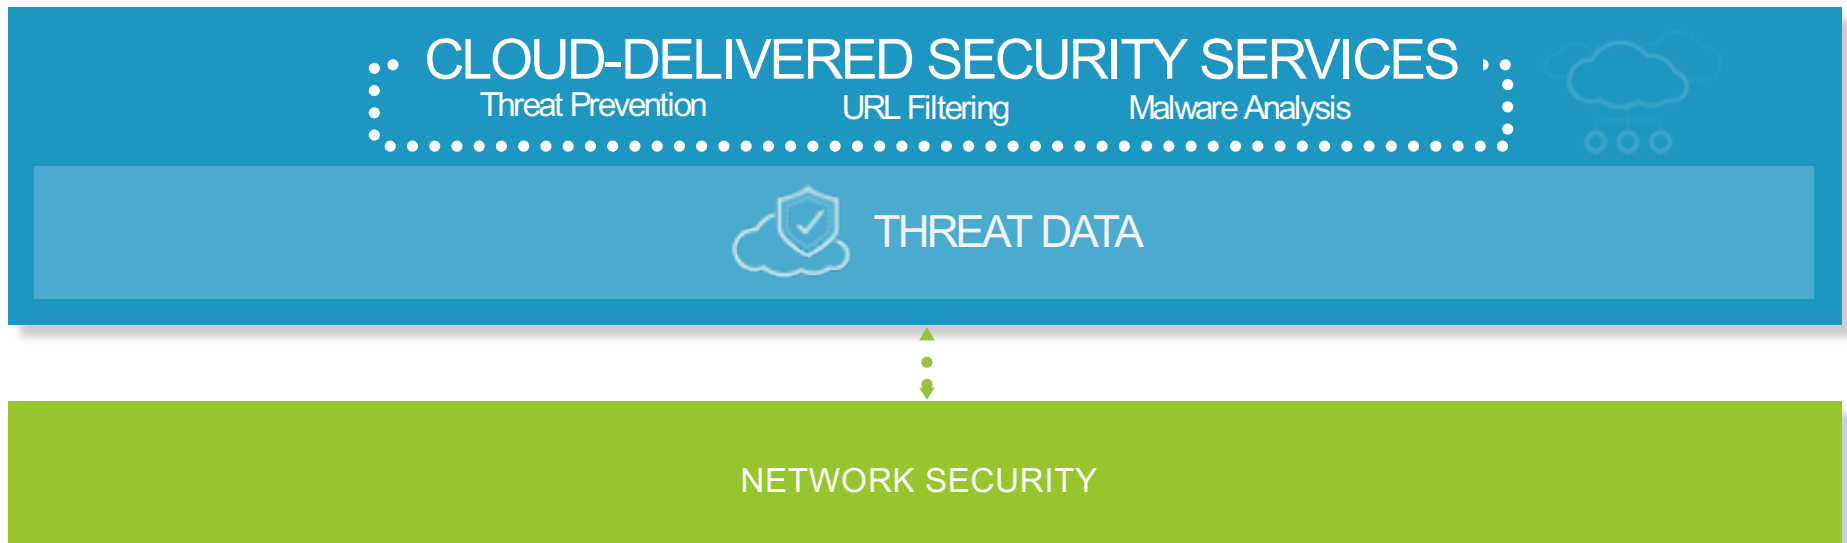 CLOUD-DELIVERED SECURITY SERVICES
Threat Prevention URL Filtering Malware Analysis
THREAT DATA
NETWORK SECURITY